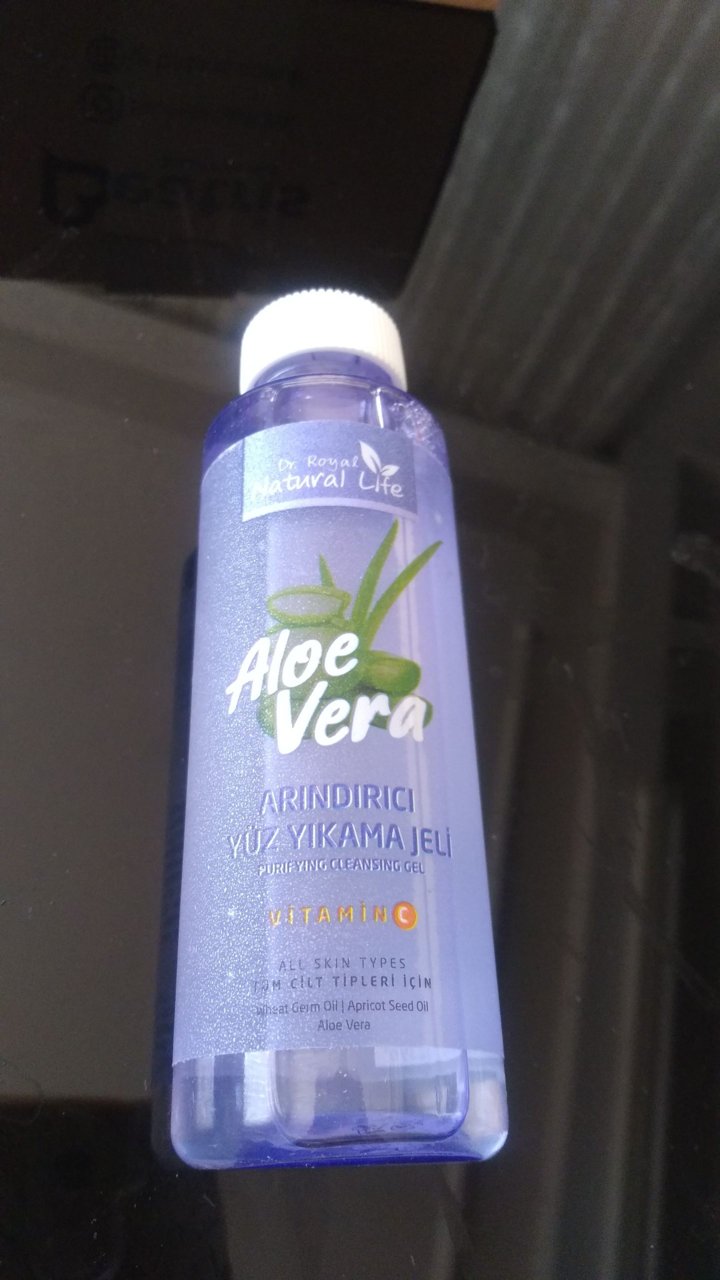 Dr. Royal
Natural Life
Aloe
Vera
ARINDIRICI
YÜZ YIKAMA JELİ
PURIFYING CLEANSING GEL
VİTAMİN C
ALL SKIN TYPES
TÜM CİLT TİPLERİ İÇİN
Wheat Germ Oil | Apricot Seed Oil
Aloe Vera